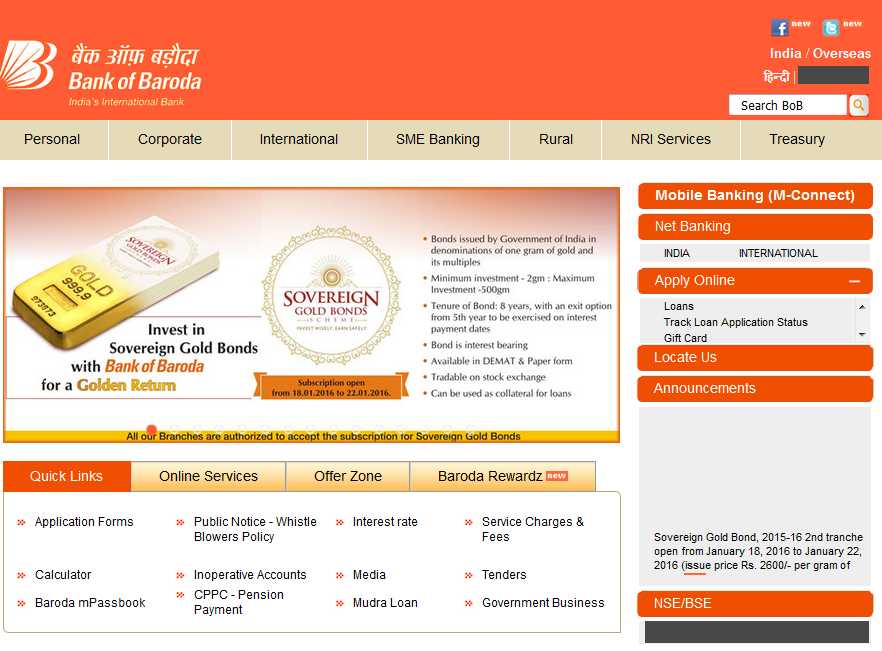 new new
India / Overseas
हिन्दी |
बैंक ऑफ़ बड़ौदा
Bank of Baroda
India's International Bank
Search BoB
Personal Corporate International SME Banking Rural NRI Services Treasury
SOVEREIGN
GOLD BONDS
SCHEME
GOLD
999.9
973873
Invest in
Sovereign Gold Bonds
with Bank of Baroda
for a Golden Return
SOVEREIGN
GOLD BONDS
SCHEME
INVEST WISELY. EARN SAFELY
Subscription open
from 18.01.2016 to 22.01.2016.
• Bonds issued by Government of India in
denominations of one gram of gold and
its multiples
• Minimum investment - 2gm : Maximum
Investment -500gm
• Tenure of Bond: 8 years, with an exit option
from 5th year to be exercised on interest
payment dates
• Bond is interest bearing
• Available in DEMAT & Paper form
• Tradable on stock exchange
• Can be used as collateral for loans
All our Branches are authorized to accept the subscription for Sovereign Gold Bonds
Mobile Banking (M-Connect)
Net Banking
INDIA INTERNATIONAL
Apply Online
Loans
Track Loan Application Status
Gift Card
Locate Us
Announcements
Sovereign Gold Bond, 2015-16 2nd tranche
open from January 18, 2016 to January 22,
2016 (issue price Rs. 2600/- per gram of
NSE/BSE
Quick Links Online Services Offer Zone Baroda Rewardz new
Application Forms
Public Notice - Whistle
Blowers Policy
Interest rate
Service Charges &
Fees
Calculator
Inoperative Accounts
Media
Tenders
Baroda mPassbook
CPPC - Pension
Payment
Mudra Loan
Government Business